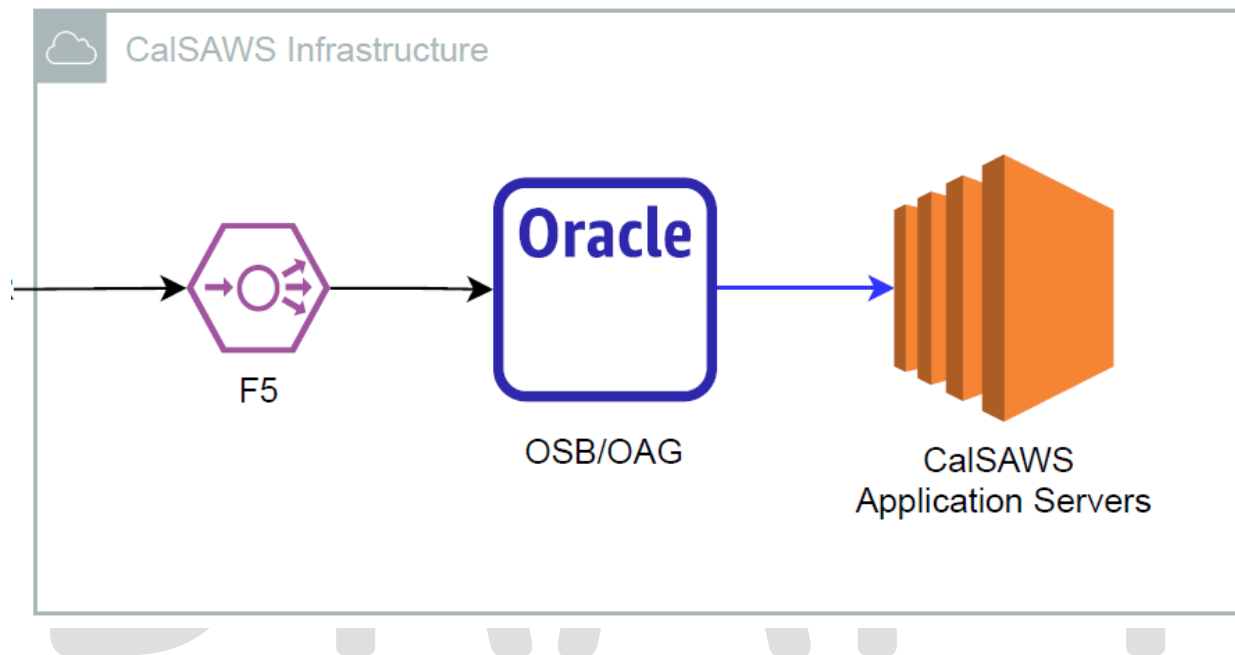 CalSAWS Infrastructure
Oracle
F5
OSB/OAG
CalSAWS
Application Servers